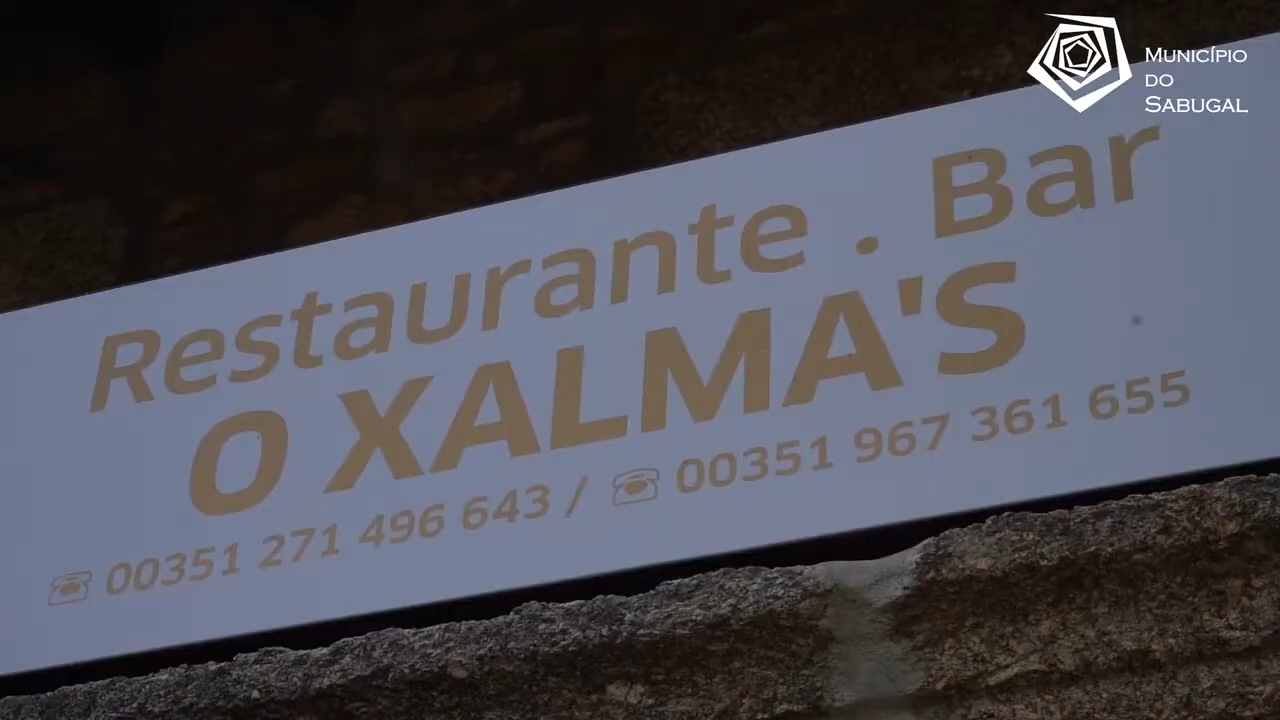 Município
do
Sabugal
Restaurante . Bar
O XALMA'S
00351 271 496 643 / 00351 967 361 655